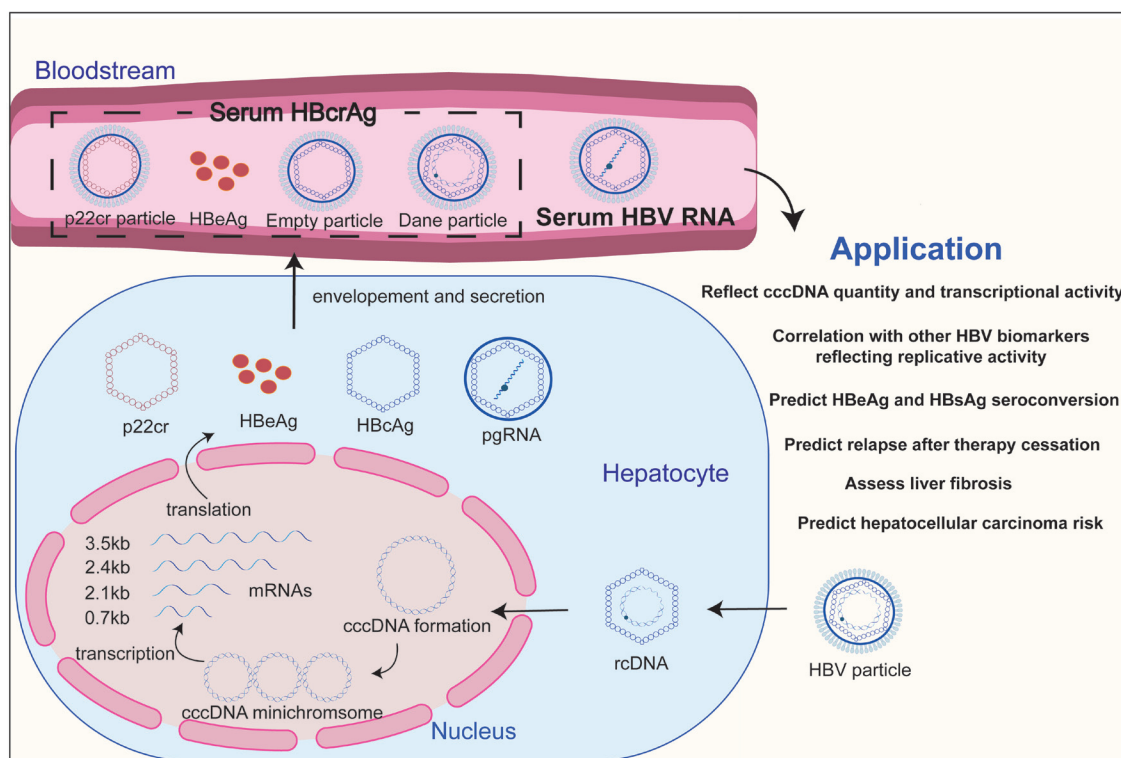 Bloodstream
Serum HBcrAg
p22cr particle
HBeAg
Empty particle
Dane particle
Serum HBV RNA
envelopement and secretion
p22cr
HBeAg
HBcAg
pgRNA
Hepatocyte
translation
3.5kb
2.4kb
2.1kb
0.7kb
mRNAs
transcription
cccDNA formation
cccDNA minichromsome
Nucleus
rcDNA
HBV particle
Application
Reflect cccDNA quantity and transcriptional activity
Correlation with other HBV biomarkers
reflecting replicative activity
Predict HBeAg and HBsAg seroconversion
Predict relapse after therapy cessation
Assess liver fibrosis
Predict hepatocellular carcinoma risk